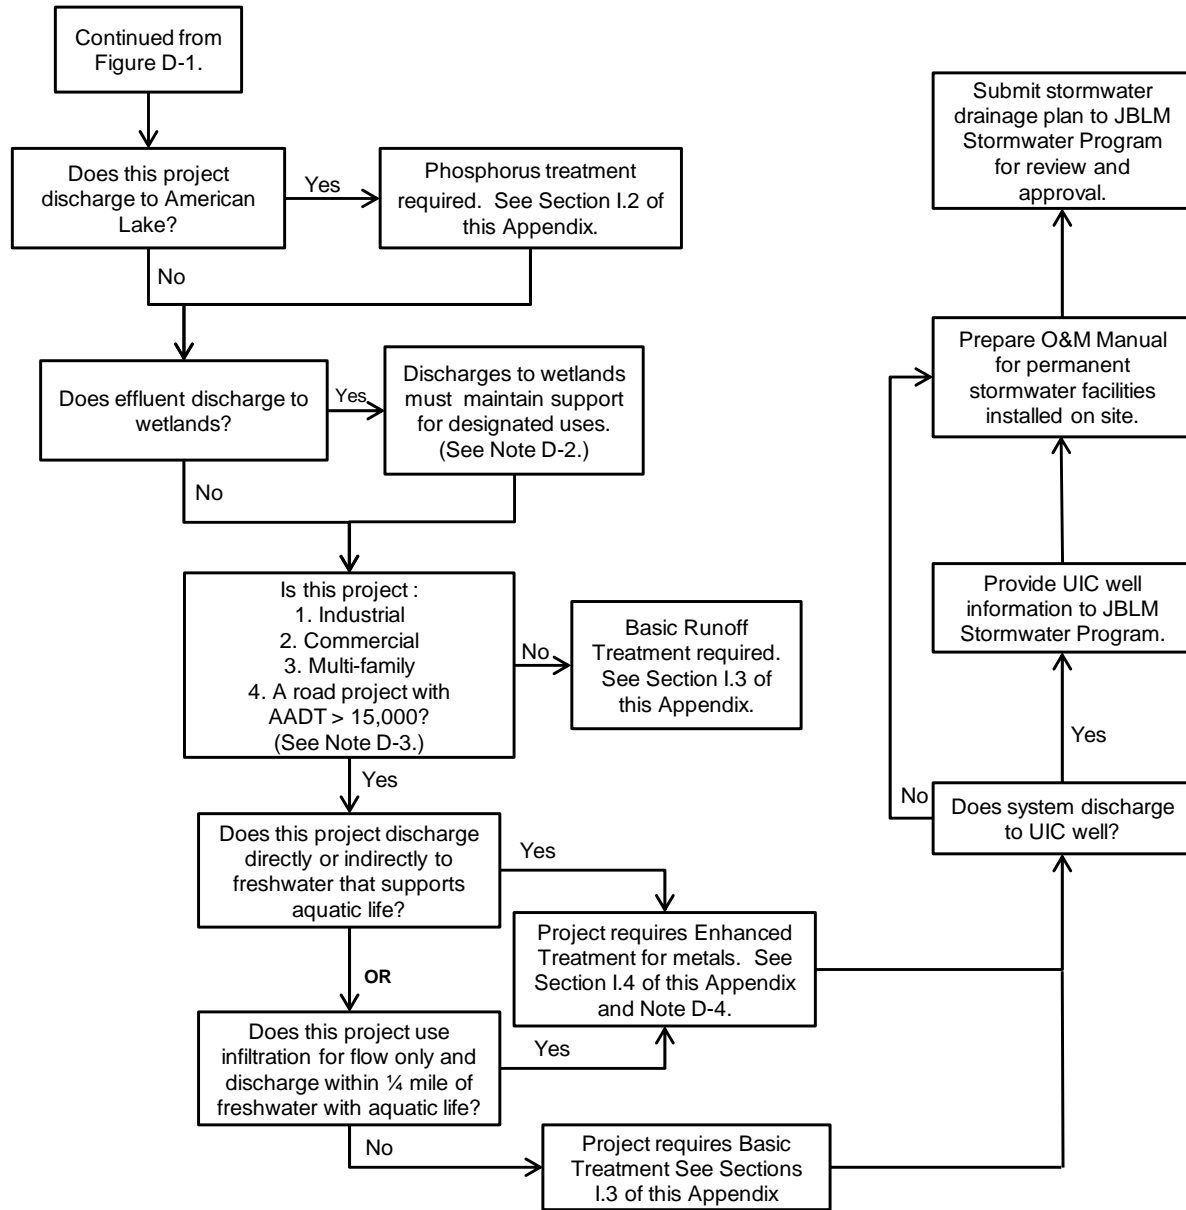 Continued from
Figure D-1.
Does this project
discharge to American
Lake?
Yes
Phosphorus treatment
required. See Section I.2 of
this Appendix.
No
Does effluent discharge to
wetlands?
Yes
Discharges to wetlands
must maintain support
for designated uses.
(See Note D-2.)
No
Is this project :
1. Industrial
2. Commercial
3. Multi-family
4. A road project with
AADT > 15,000?
(See Note D-3.)
No
Basic Runoff
Treatment required.
See Section I.3 of
this Appendix.
Yes
Does this project discharge
directly or indirectly to
freshwater that supports
aquatic life?
Yes
OR
Project requires Enhanced
Treatment for metals. See
Section I.4 of this Appendix
and Note D-4.
Does this project use
infiltration for flow only and
discharge within ¼ mile of
freshwater with aquatic life?
Yes
No
Project requires Basic
Treatment See Sections
I.3 of this Appendix
Does system discharge
to UIC well?
No
Yes
Provide UIC well
information to JBLM
Stormwater Program.
Prepare O&M Manual
for permanent
stormwater facilities
installed on site.
Submit stormwater
drainage plan to JBLM
Stormwater Program
for review and
approval.